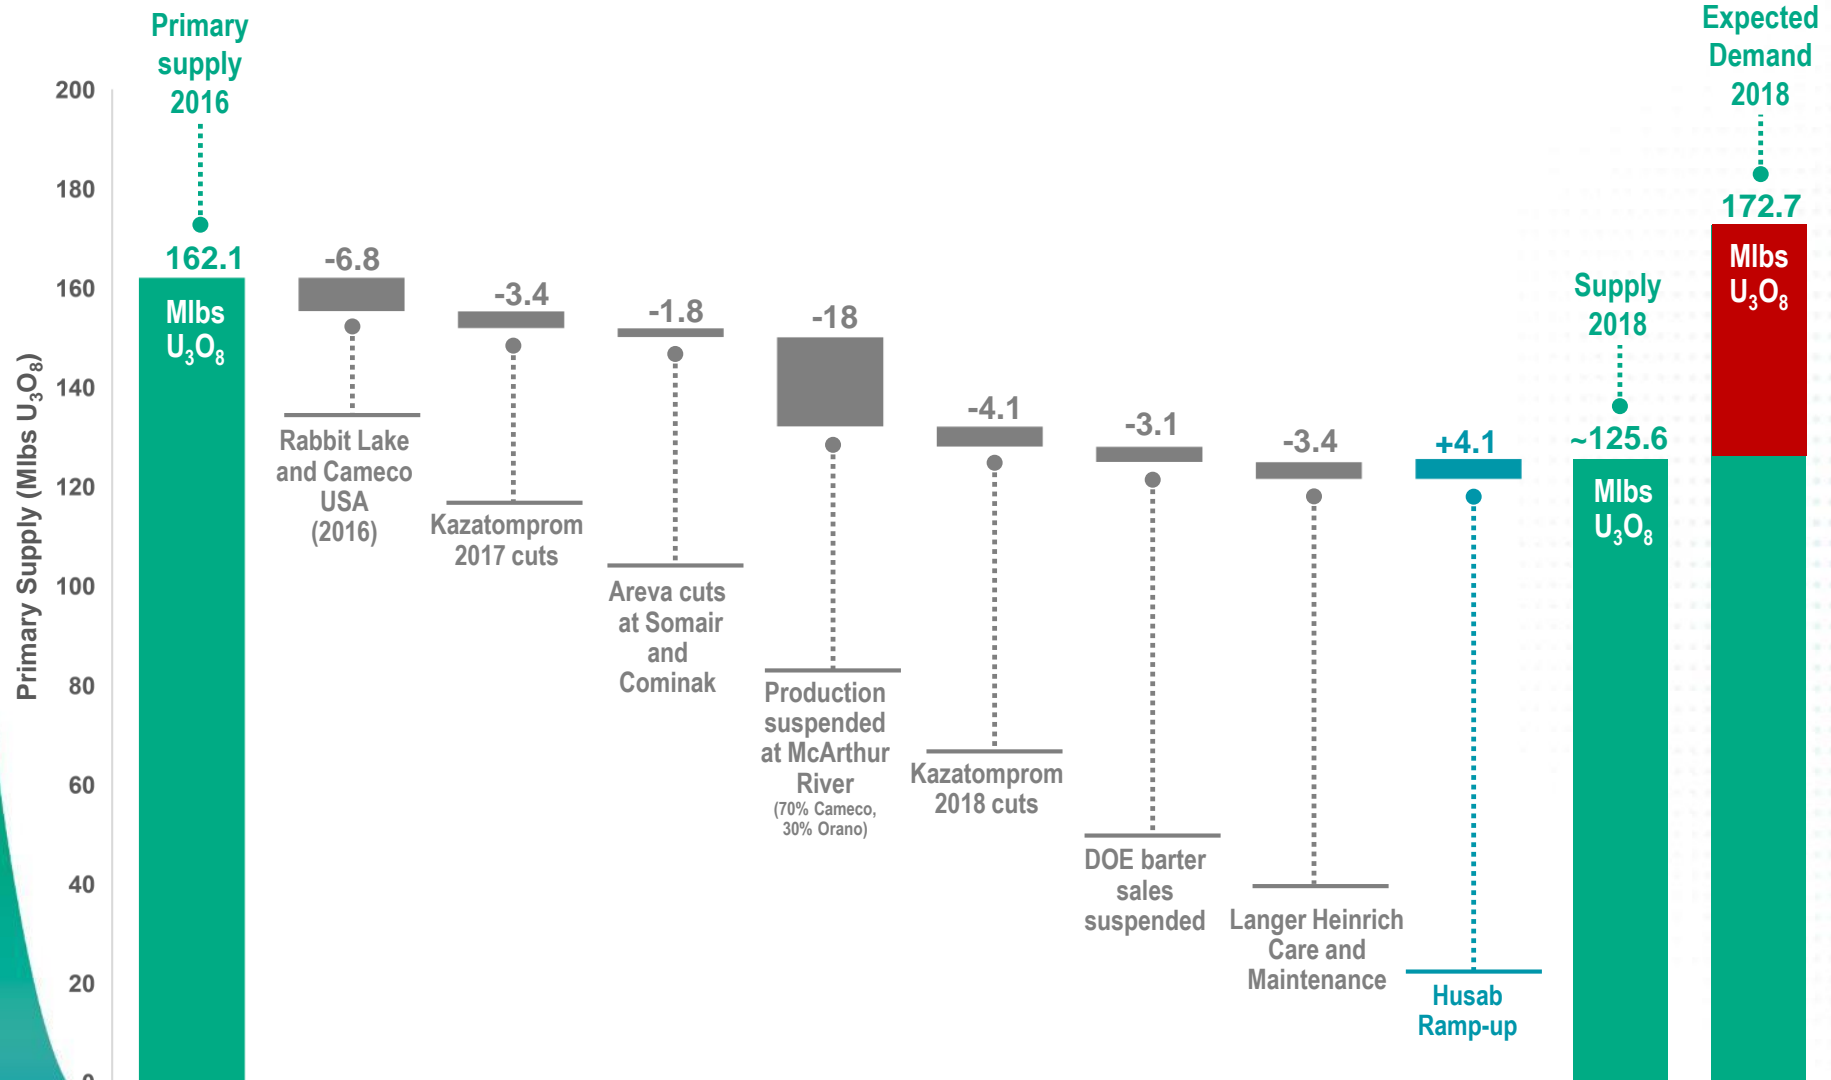 Primary
supply
2016
Expected
Demand
2018
200
180
160
140
120
100
80
60
40
20
0
Primary Supply (Mlbs U₃O₈)
162.1
Mlbs
U₃O₈
-6.8
Rabbit Lake
and Cameco
USA
(2016)
-3.4
Kazatomprom
2017 cuts
-1.8
Areva cuts
at Somair
and
Cominak
-18
Production
suspended
at McArthur
River
(70% Cameco,
30% Orano)
-4.1
Kazatomprom
2018 cuts
-3.1
DOE barter
sales
suspended
-3.4
Langer Heinrich
Care and
Maintenance
+4.1
Husab
Ramp-up
Supply
2018
~125.6
Mlbs
U₃O₈
172.7
Mlbs
U₃O₈